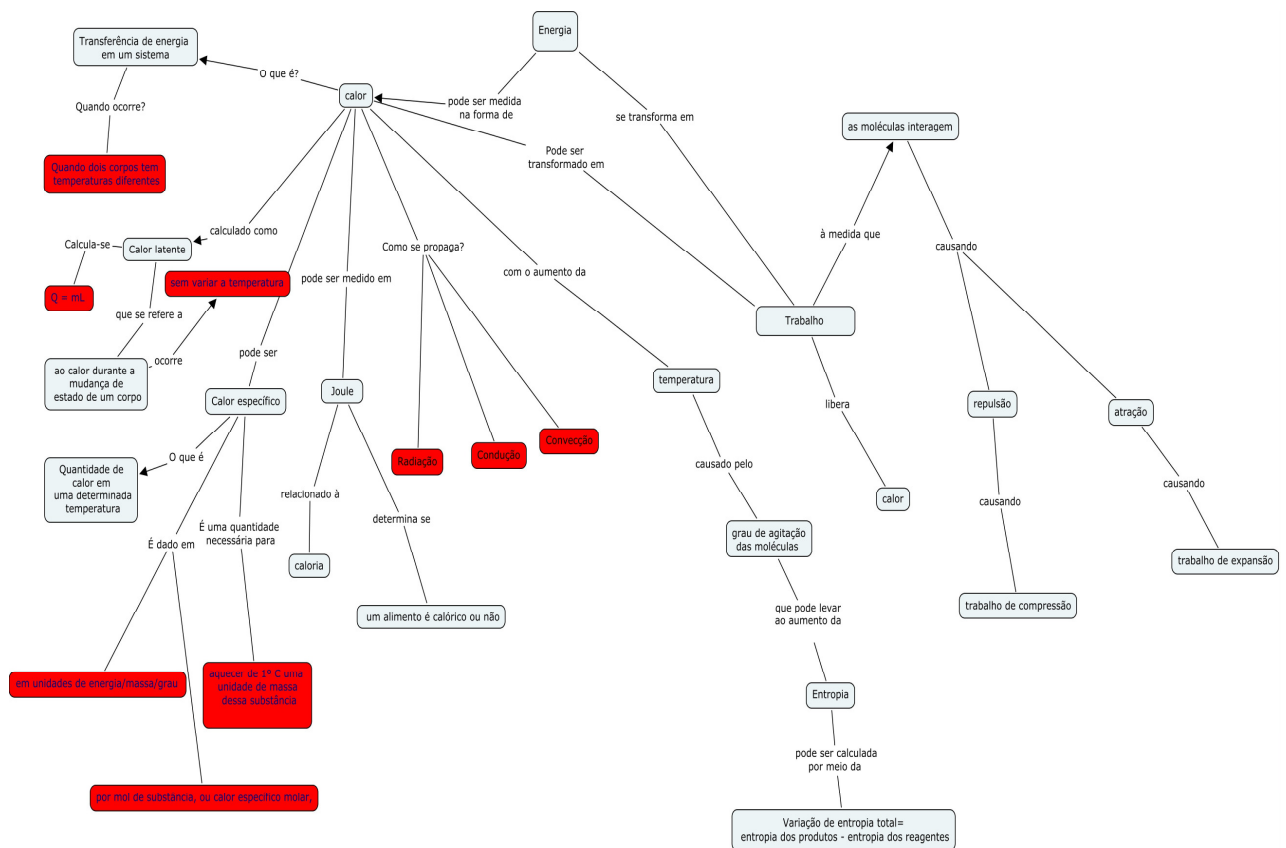 Energia
Transferência de energia
em um sistema
O que é?
calor
pode ser medida
na forma de
Quando ocorre?
se transforma em
as moléculas interagem
Quando dois corpos tem
temperaturas diferentes
Pode ser
transformado em
calculado como
Calcula-se
Calor latente
Como se propaga?
à medida que
causando
sem variar a temperatura
pode ser medido em
com o aumento da
Q = mL
que se refere a
Trabalho
ocorre
pode ser
ao calor durante a
mudança de
estado de um corpo
Calor específico
Joule
temperatura
libera
repulsão
atração
Radiação
Condução
Convecção
O que é
Quantidade de
calor em
uma determinada
temperatura
causado pelo
relacionado à
calor
causando
causando
determina se
É uma quantidade
necessária para
É dado em
grau de agitação
das moléculas
caloria
trabalho de expansão
um alimento é calórico ou não
que pode levar
ao aumento da
trabalho de compressão
em unidades de energia/massa/grau
aquecer de 1º C uma
unidade de massa
dessa substância
Entropia
pode ser calculada
por meio da
por mol de substância, ou calor específico molar,
Variação de entropia total=
entropia dos produtos - entropia dos reagentes